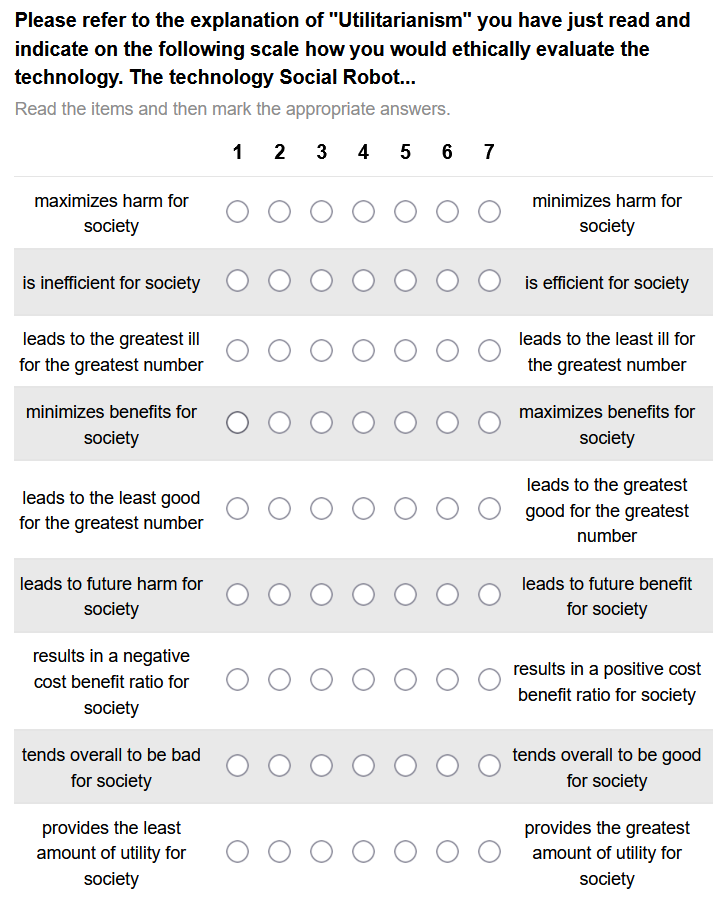 Please refer to the explanation of "Utilitarianism" you have just read and
indicate on the following scale how you would ethically evaluate the
technology. The technology Social Robot...
Read the items and then mark the appropriate answers.
1 2 3 4 5 6 7
maximizes harm for
society
minimizes harm for
society
is inefficient for society
is efficient for society
leads to the greatest ill
for the greatest number
leads to the least ill for
the greatest number
minimizes benefits for
society
maximizes benefits for
society
leads to the least good
for the greatest number
leads to the greatest
good for the greatest
number
leads to future harm for
society
leads to future benefit
for society
results in a negative
cost benefit ratio for
society
results in a positive cost
benefit ratio for society
tends overall to be bad
for society
tends overall to be good
for society
provides the least
amount of utility for
society
provides the greatest
amount of utility for
society